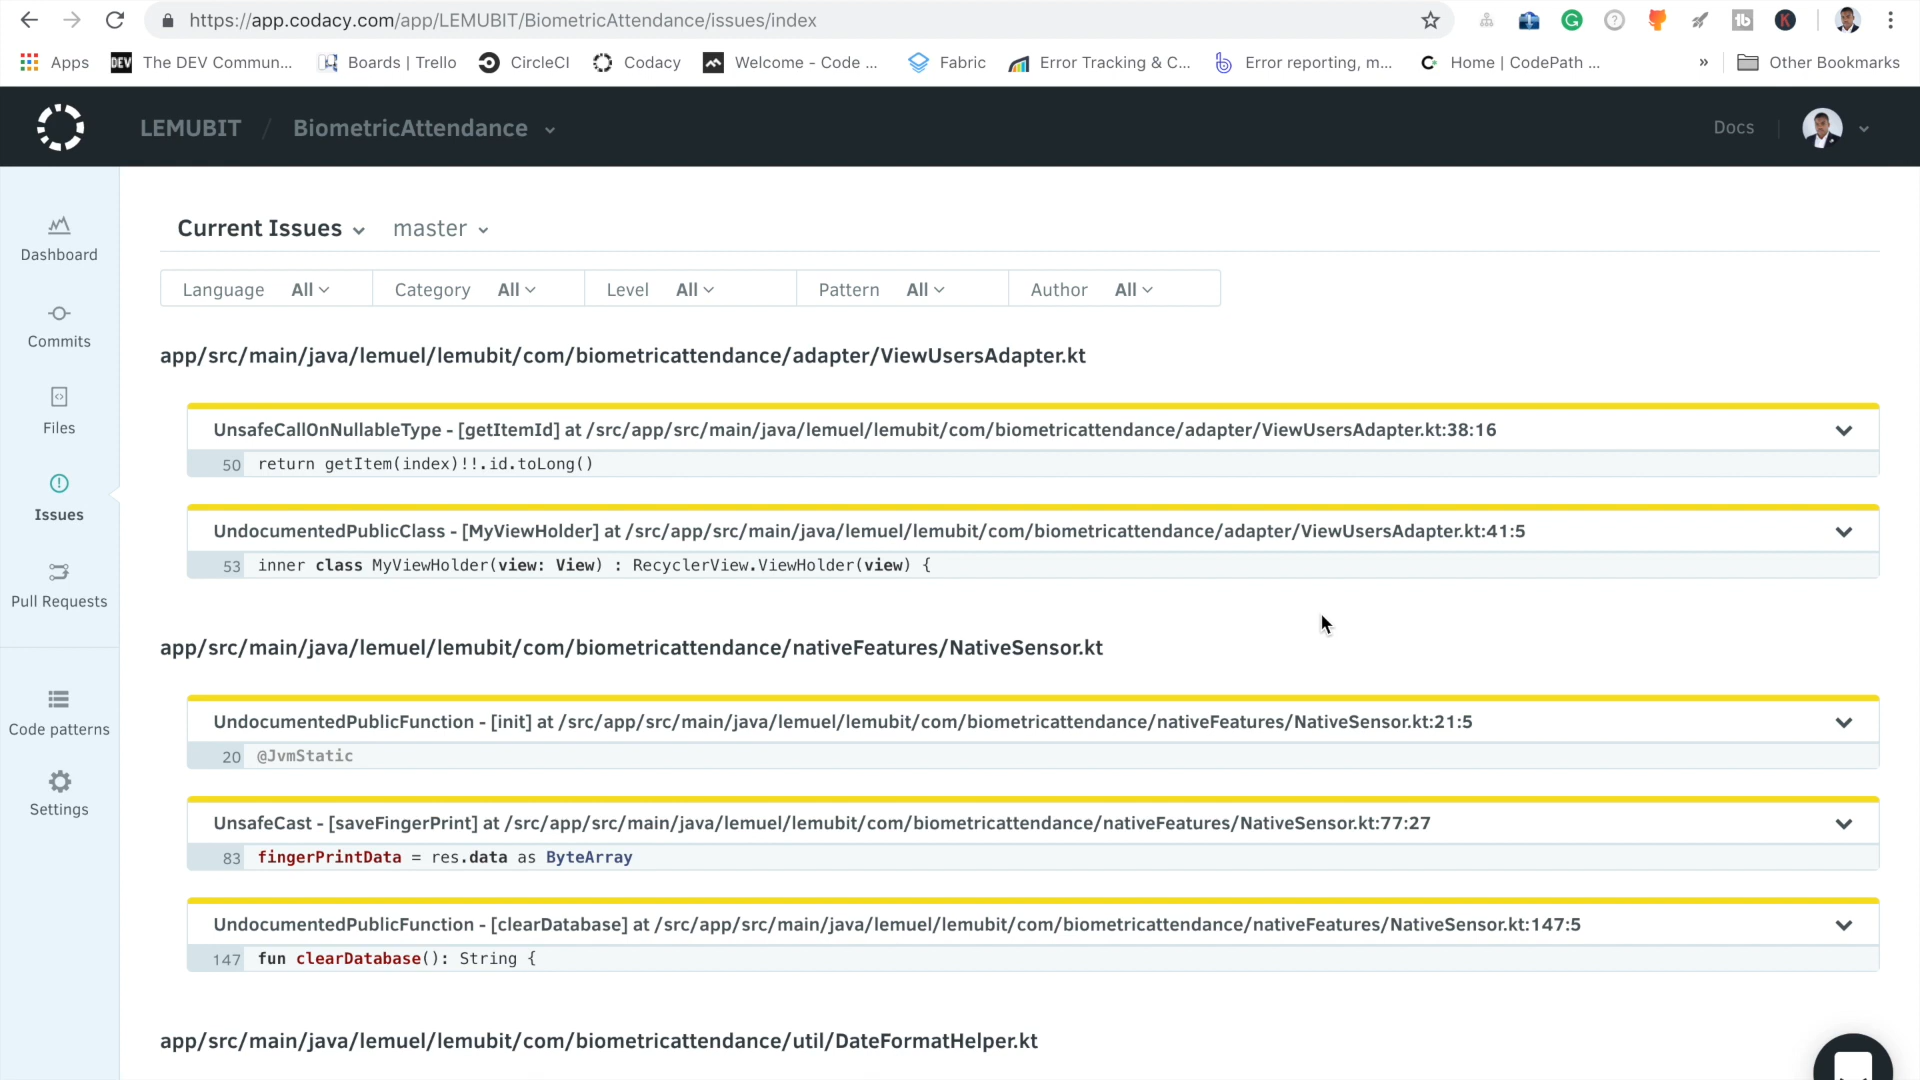 https://app.codacy.com/app/LEMUBIT/BiometricAttendance/issues/index
Apps DEV The DEV Commun... Boards | Trello CircleCI Codacy Welcome - Code ... Fabric Error Tracking & C... Error reporting, m... Home | CodePath ... » Other Bookmarks
LEMUBIT / BiometricAttendance Docs
Current Issues master
Language All Category All Level All Pattern All Author All
Dashboard
Commits
Files
Issues
Pull Requests
Code patterns
Settings
app/src/main/java/lemuel/lemubit/com/biometricattendance/adapter/ViewUsersAdapter.kt
UnsafeCallOnNullableType - [getItemId] at /src/app/src/main/java/lemuel/lemubit/com/biometricattendance/adapter/ViewUsersAdapter.kt:38:16
50 return getItem(index)!!.id.toLong()
UndocumentedPublicClass - [MyViewHolder] at /src/app/src/main/java/lemuel/lemubit/com/biometricattendance/adapter/ViewUsersAdapter.kt:41:5
53 inner class MyViewHolder(view: View) : RecyclerView.ViewHolder(view) {
app/src/main/java/lemuel/lemubit/com/biometricattendance/nativeFeatures/NativeSensor.kt
UndocumentedPublicFunction - [init] at /src/app/src/main/java/lemuel/lemubit/com/biometricattendance/nativeFeatures/NativeSensor.kt:21:5
20 @JvmStatic
UnsafeCast - [saveFingerPrint] at /src/app/src/main/java/lemuel/lemubit/com/biometricattendance/nativeFeatures/NativeSensor.kt:77:27
83 fingerPrintData = res.data as ByteArray
UndocumentedPublicFunction - [clearDatabase] at /src/app/src/main/java/lemuel/lemubit/com/biometricattendance/nativeFeatures/NativeSensor.kt:147:5
147 fun clearDatabase(): String {
app/src/main/java/lemuel/lemubit/com/biometricattendance/util/DateFormatHelper.kt